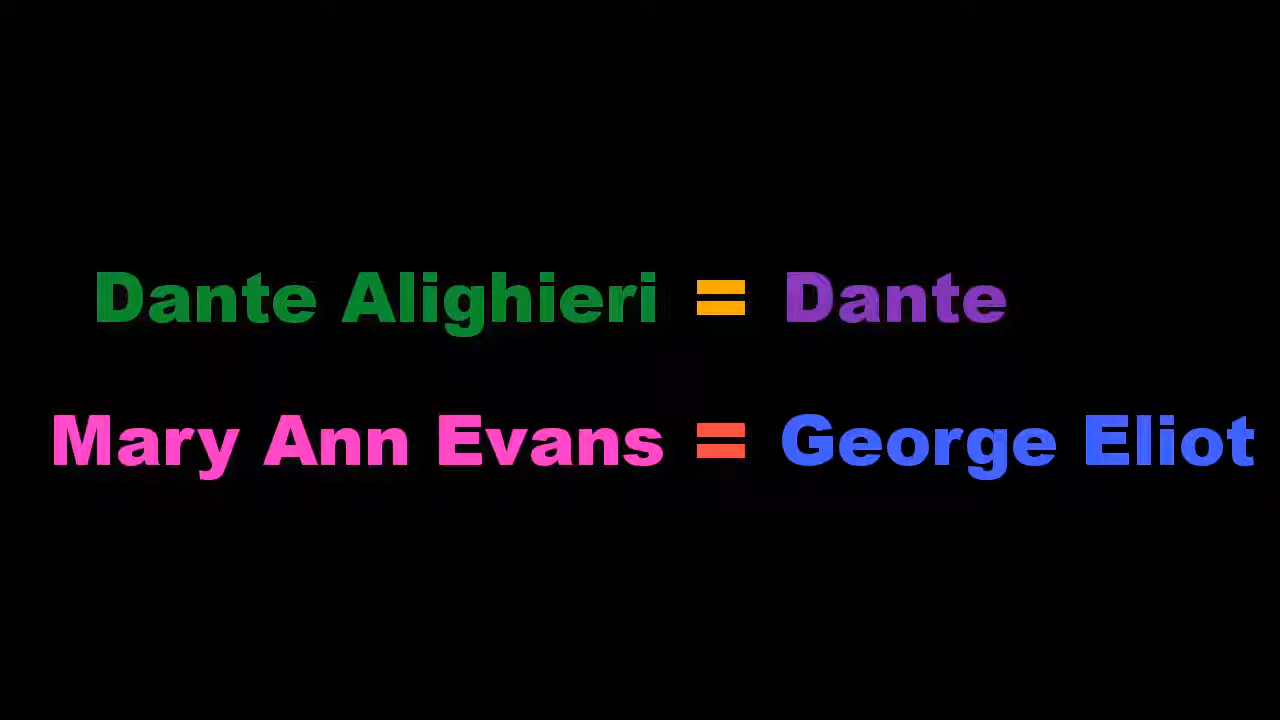 Dante Alighieri = Dante
Mary Ann Evans = George Eliot